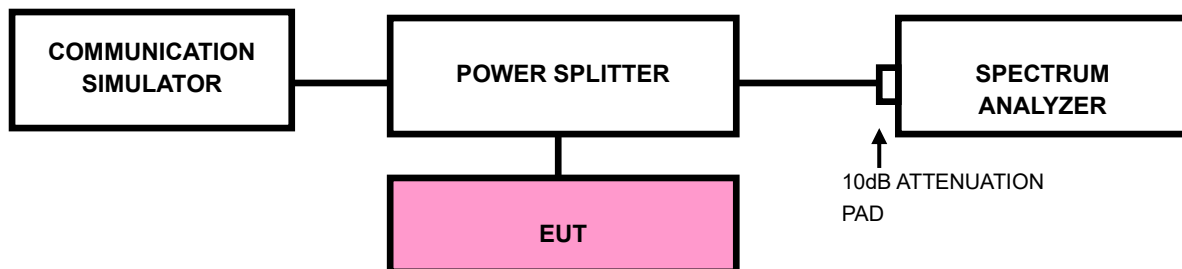 COMMUNICATION
SIMULATOR
POWER SPLITTER
SPECTRUM
ANALYZER
10dB ATTENUATION
PAD
EUT